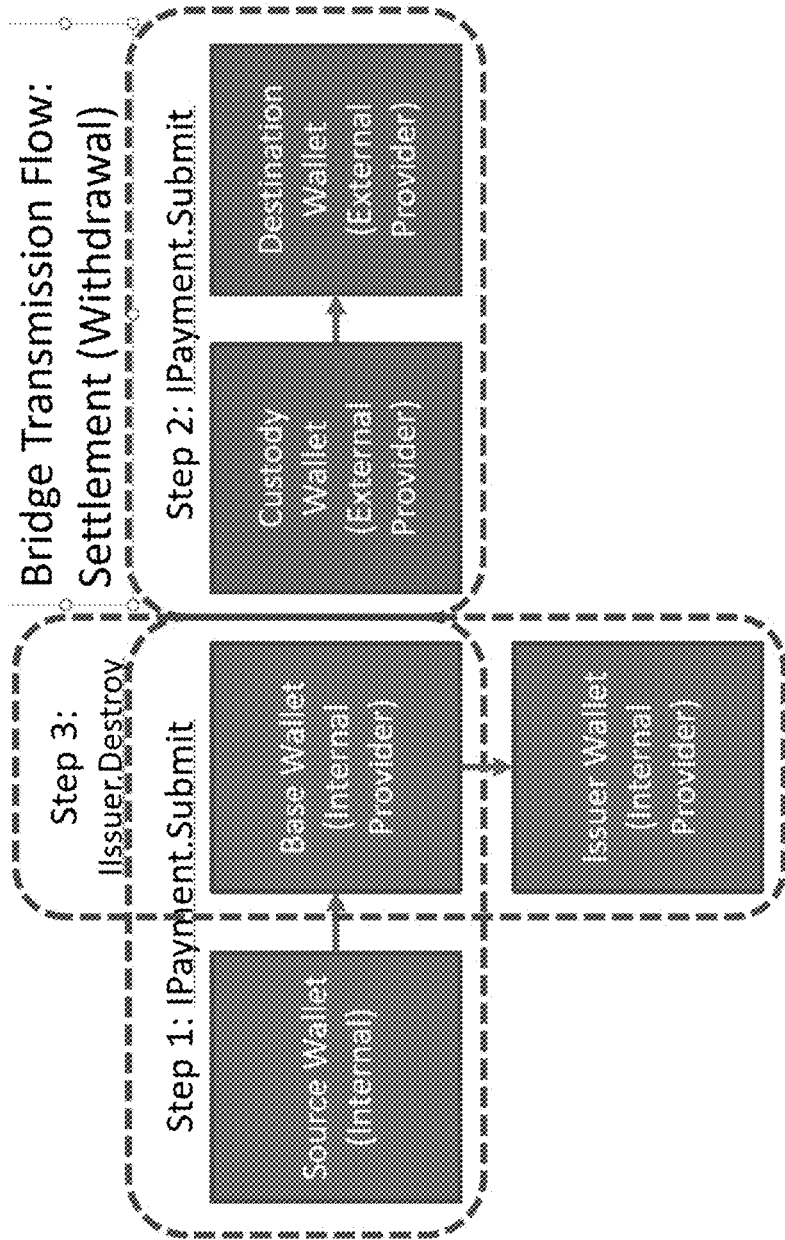 Bridge Transmission Flow:
Settlement (Withdrawal)
Step 3:
IIssuer.Destroy
Step 1: IPayment.Submit
Source Wallet
(Internal)
Base Wallet
(Internal
Provider)
Issuer Wallet
(Internal
Provider)
Step 2: IPayment.Submit
Custody
Wallet
(External
Provider)
Destination
Wallet
(External
Provider)